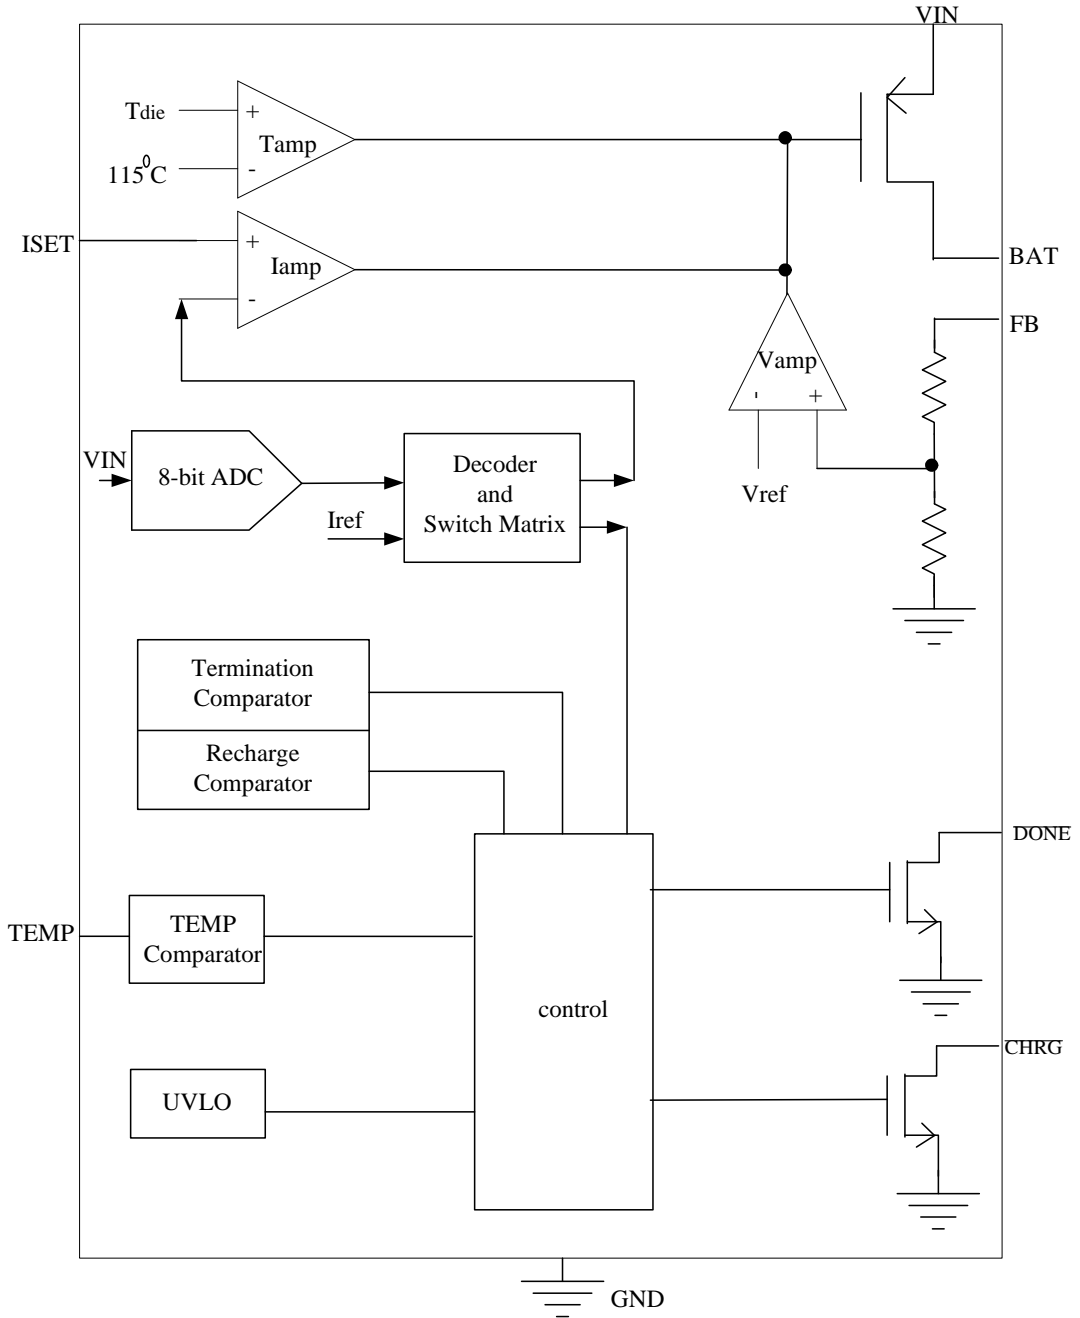 VIN
Tdie
+
Tamp
115⁰C
-
ISET
+
Iamp
-
BAT
FB
Vamp
- +
VIN
8-bit ADC
Decoder
and
Switch Matrix
Vref
Iref
Termination
Comparator
Recharge
Comparator
DONE
TEMP
TEMP
Comparator
control
CHRG
UVLO
GND